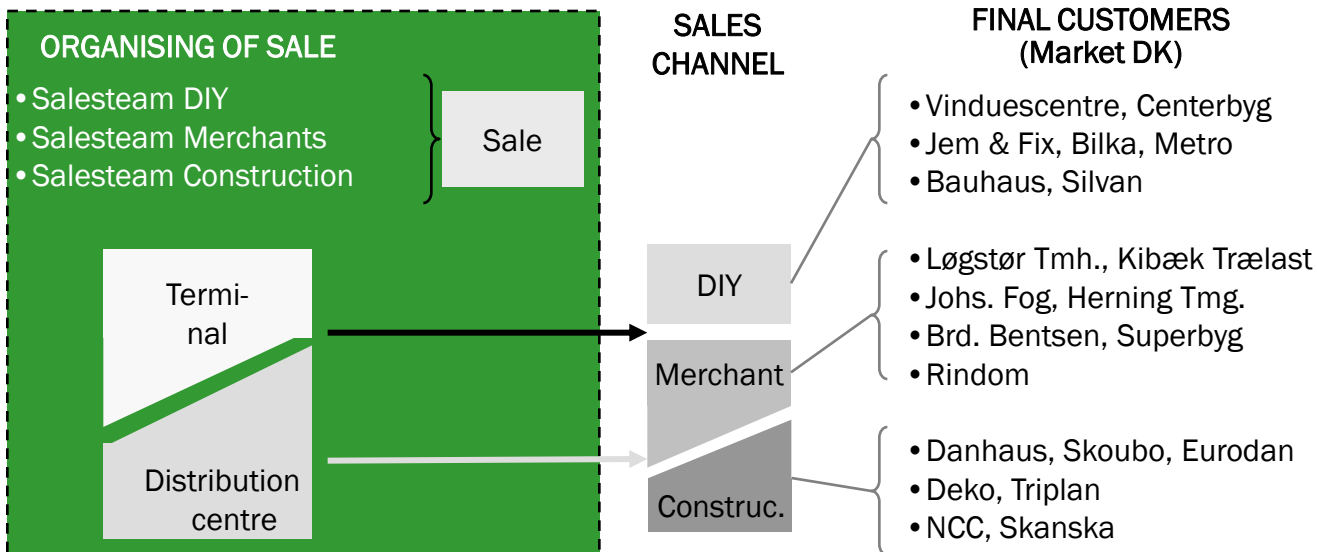 ORGANISING OF SALE
• Salesteam DIY
• Salesteam Merchants
• Salesteam Construction
Sale
Termi-
nal
Distribution
centre
SALES
CHANNEL
DIY
Merchant
Construc.
FINAL CUSTOMERS
(Market DK)
• Vinduescentre, Centerbyg
• Jem & Fix, Bilka, Metro
• Bauhaus, Silvan
• Løgstør Tmh., Kibæk Trælast
• Johs. Fog, Herning Tmg.
• Brd. Bentsen, Superbyg
• Rindom
• Danhaus, Skoubo, Eurodan
• Deko, Triplan
• NCC, Skanska